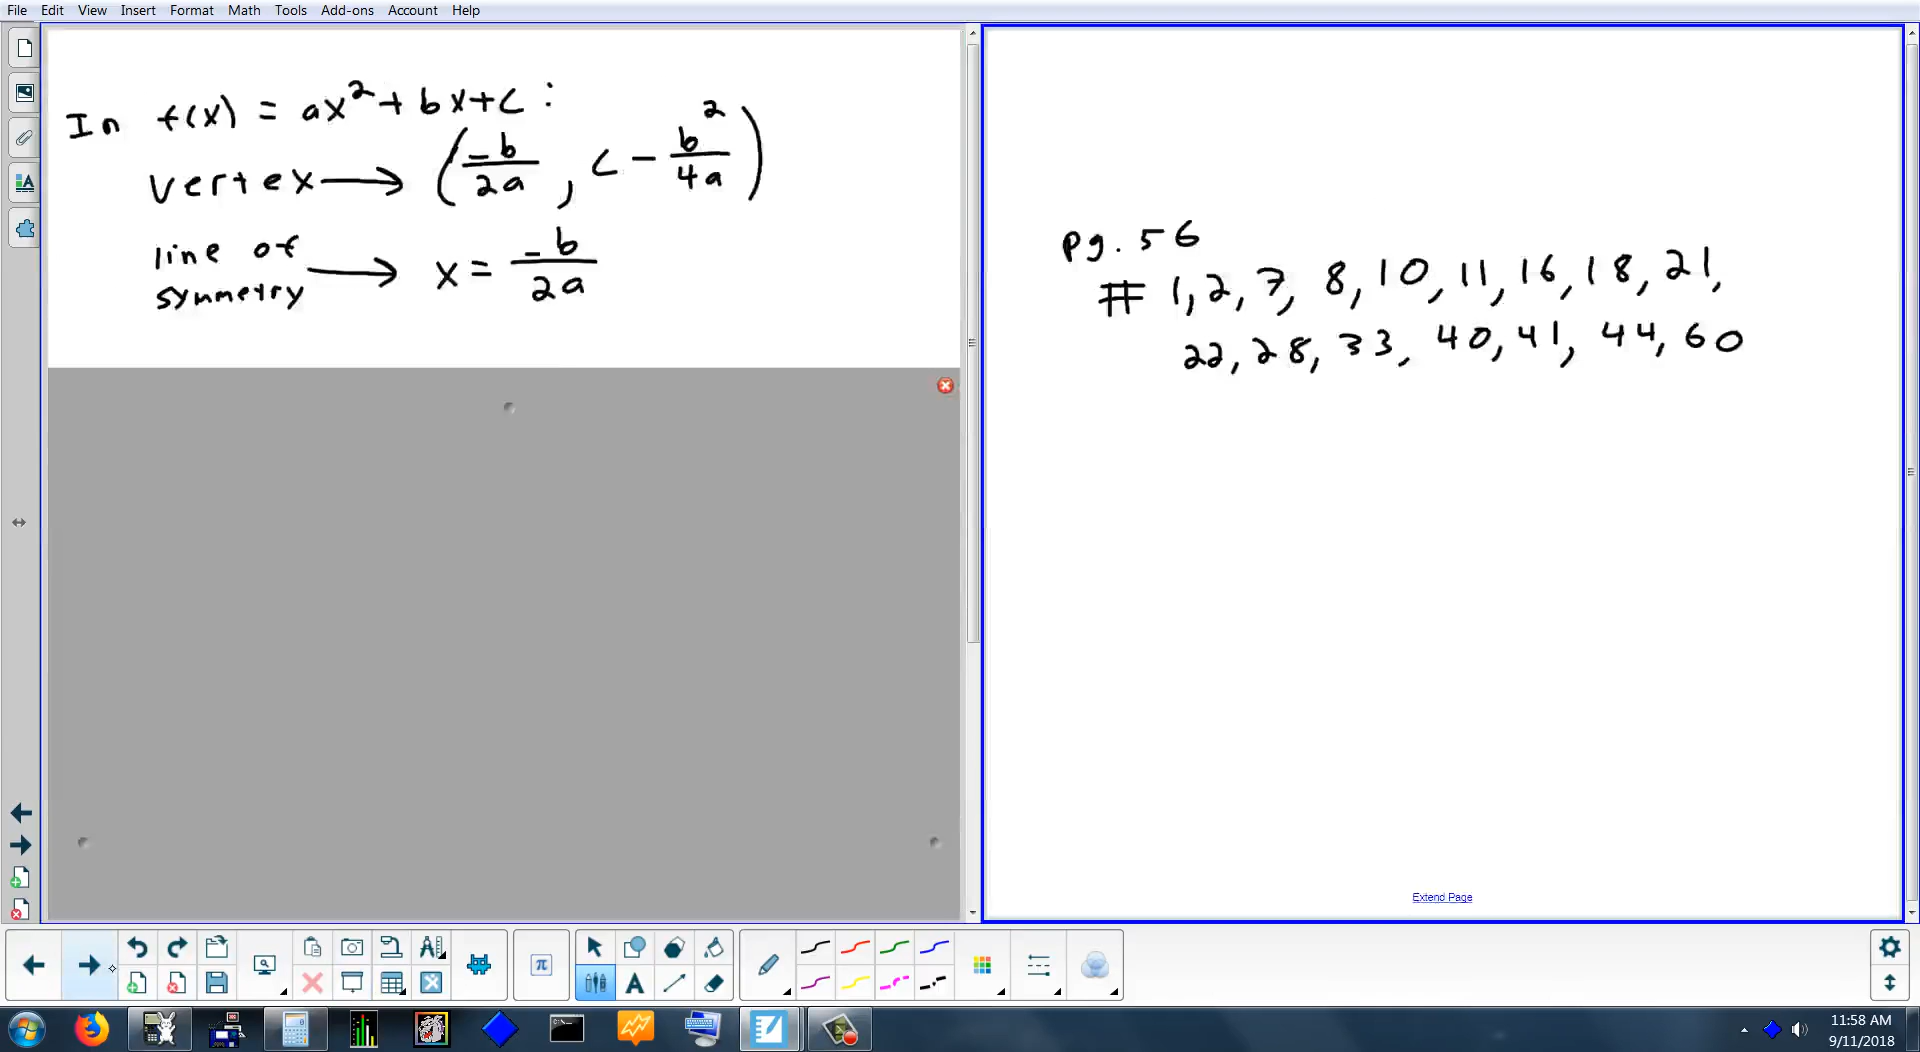 File Edit View Insert Format Math Tools Add-ons Account Help
In f(x) = ax² + bx + c :
vertex → (-b/2a, c - b²/4a)
line of
symmetry → x = -b/2a
pg. 56
# 1, 2, 7, 8, 10, 11, 16, 18, 21,
22, 28, 33, 40, 41, 44, 60
Extend Page
11:58 AM
9/11/2018